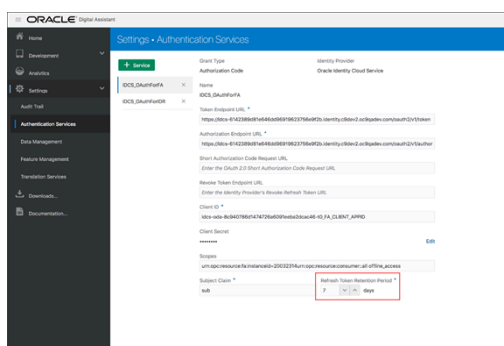 ORACLE Digital Assistant
Home
Development
Analytics
Settings
Audit Trail
Authentication Services
Data Management
Feature Management
Translation Services
Downloads...
Documentation...
Settings • Authentication Services
+ Service
IDCS_OAuthForFA ×
IDCS_OAuthForIDR ×
Grant Type
Authorization Code
Identity Provider
Oracle Identity Cloud Service
Name
IDCS_OAuthForFA
Token Endpoint URL *
Authorization Endpoint URL *
Short Authorization Code Request URL
Enter the OAuth 2.0 Short Authorization Code Request URL
Revoke Token Endpoint URL
Enter the Identity Provider's Revoke Refresh Token URL
Client ID *
Client Secret
••••••••
Edit
Scopes
Subject Claim *
sub
Refresh Token Retention Period *
7 days